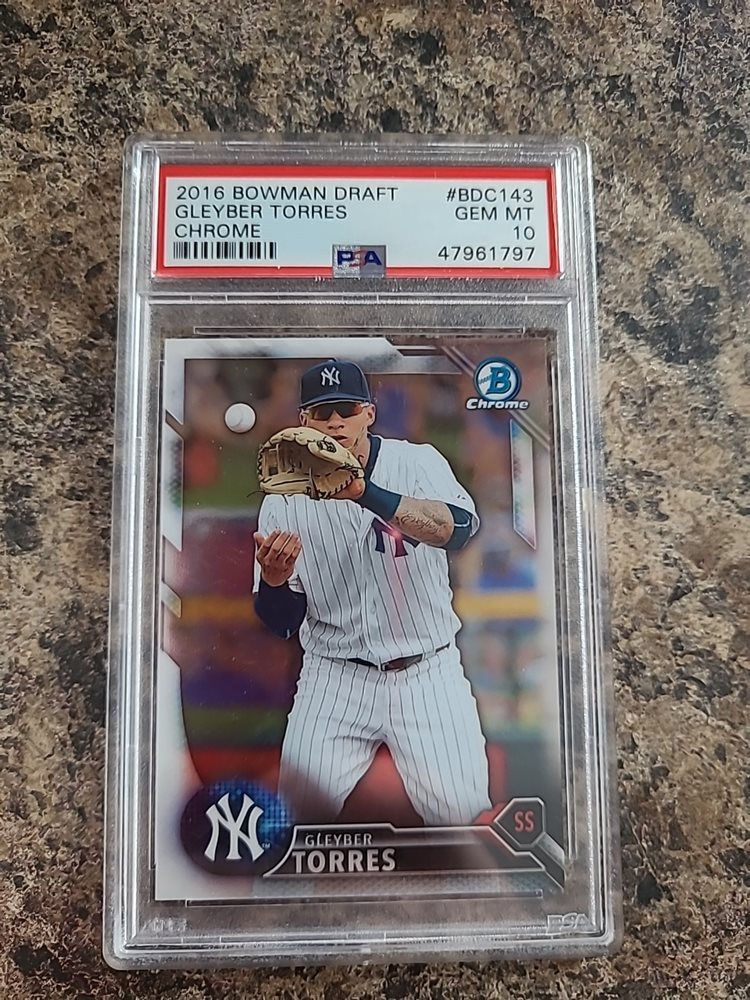 2016 BOWMAN DRAFT #BDC143
GLEYBER TORRES GEM MT
CHROME 10
PSA 47961797
B
Chrome
NY
NY
NY
SS
GLEYBER
TORRES
PSA